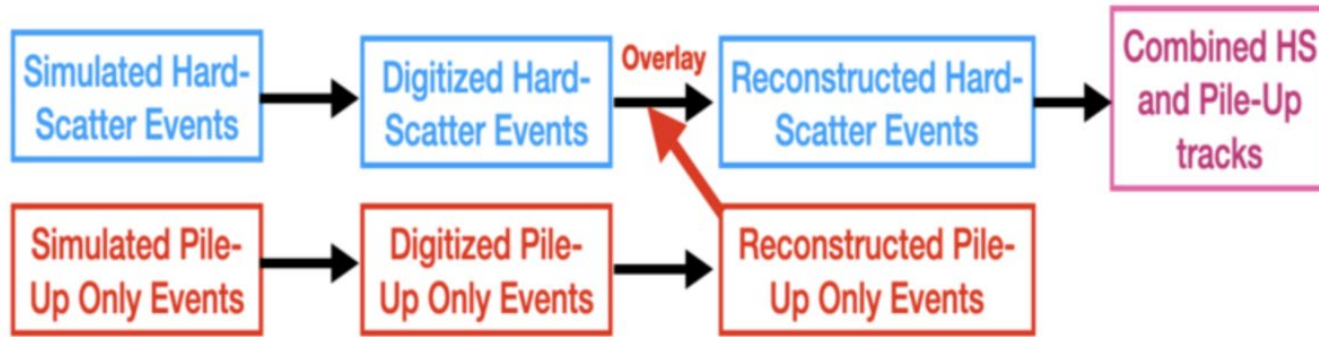 Simulated Hard-
Scatter Events
Digitized Hard-
Scatter Events
Overlay
Reconstructed Hard-
Scatter Events
Combined HS
and Pile-Up
tracks
Simulated Pile-
Up Only Events
Digitized Pile-
Up Only Events
Reconstructed Pile-
Up Only Events